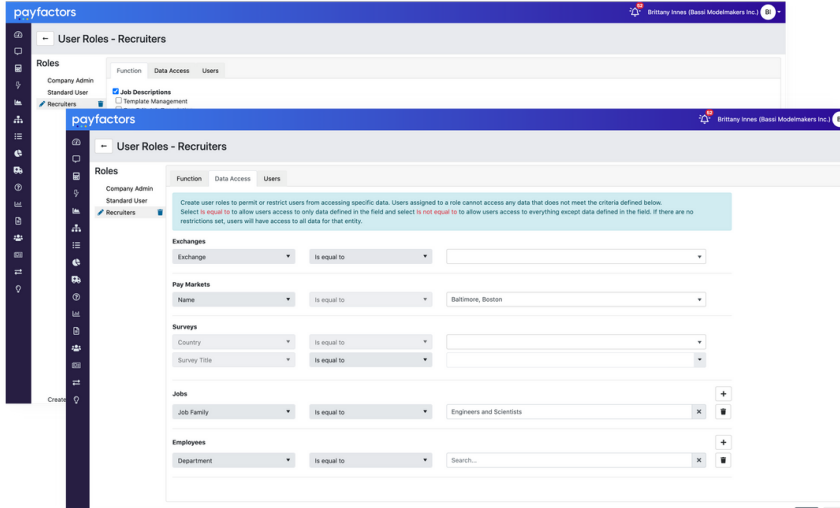 payfactors
82
Brittany Innes (Bassi Modelmakers Inc.) BI
← User Roles - Recruiters
Roles
Function Data Access Users
Company Admin
Standard User
Recruiters
Job Descriptions
Template Management
Create
payfactors
82
Brittany Innes (Bassi Modelmakers Inc.)
← User Roles - Recruiters
Roles
Function Data Access Users
Company Admin
Standard User
Recruiters
Create user roles to permit or restrict users from accessing specific data. Users assigned to a role cannot access any data that does not meet the criteria defined below.
Select Is equal to to allow users access to only data defined in the field and select Is not equal to to allow users access to everything except data defined in the field. If there are no
restrictions set, users will have access to all data for that entity.
Exchanges
Exchange Is equal to
Pay Markets
Name Is equal to Baltimore, Boston
Surveys
Country Is equal to
Survey Title Is equal to
Jobs
Job Family Is equal to Engineers and Scientists
Employees
Department Is equal to Search...